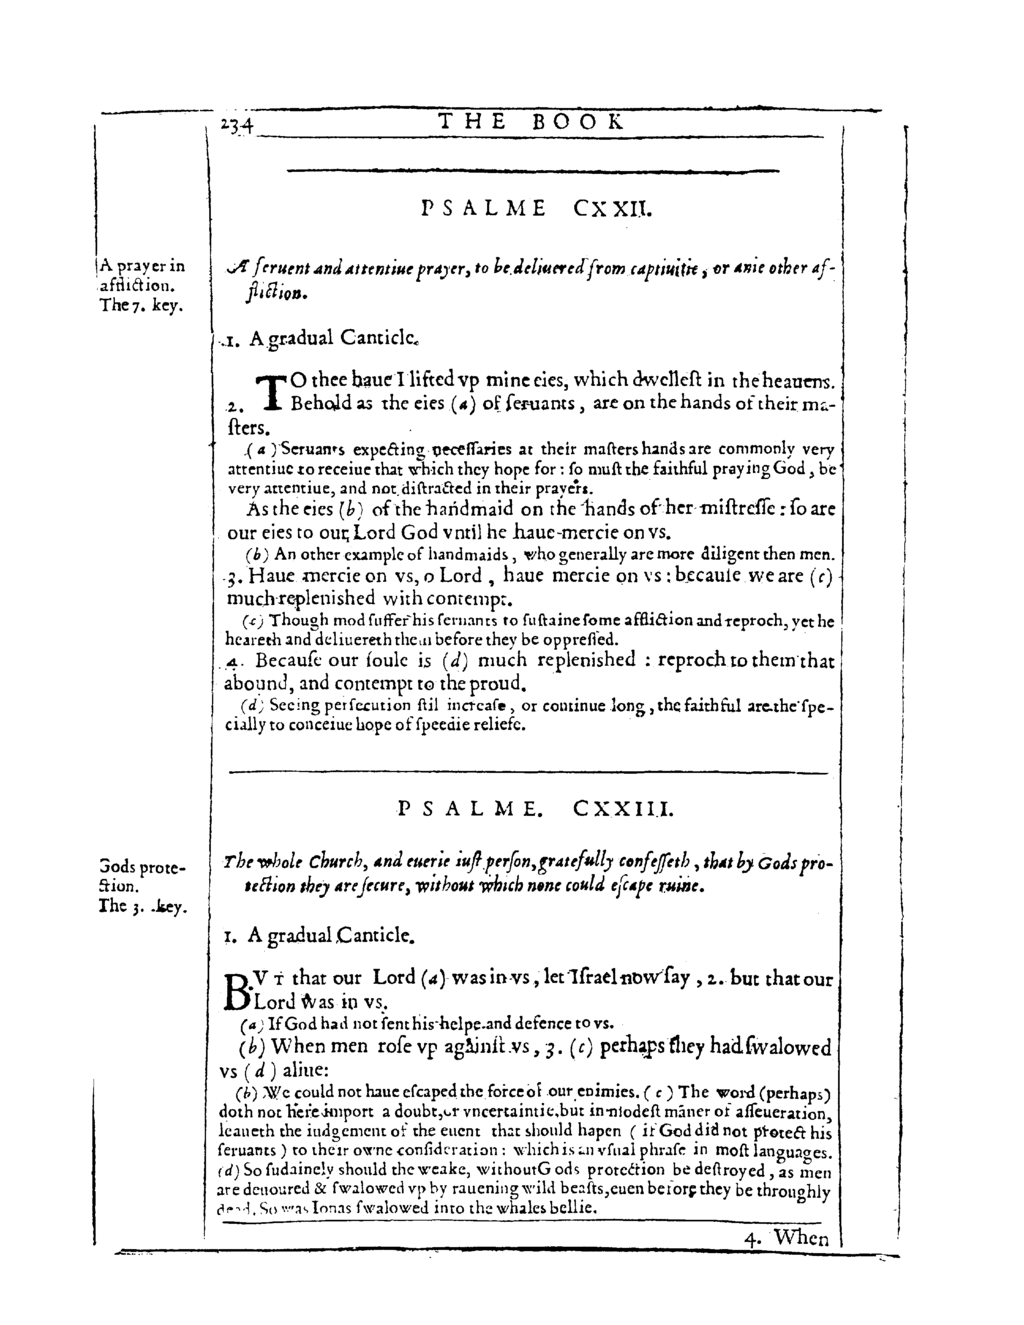 234 THE BOOK
PSALME CXXII.
A prayer in
affliction.
The 7. key.
A feruent and attentiue prayer, to be deliuered from captiuitie, or anie other af-
fliction.
1. A gradual Canticle.
TO thee haue I lifted vp mine eies, which dwellest in the heauens.
2. Behold as the eies (a) of seruants, are on the hands of their ma-
sters.
(a) Seruants expecting necessaries at their masters hands are commonly very
attentiue to receiue that which they hope for: so must the faithful praying God, be
very attentiue, and not distracted in their prayers.
As the eies (b) of the handmaid on the hands of her mistresse: so are
our eies to our Lord God vntil he haue mercie on vs.
(b) An other example of handmaids, who generally are more diligent then men.
3. Haue mercie on vs, o Lord, haue mercie on vs: because we are (c)
much replenished with contempt.
(c) Though mod suffer his seruants to sustaine some affliction and reproch, yet he
heareth and deliuereth them before they be oppressed.
4. Because our soule is (d) much replenished: reproch to them that
abound, and contempt to the proud.
(d) Seeing persecution stil increase, or continue long, the faithful are the spe-
cially to conceiue hope of speedie reliefe.
PSALME. CXXIII.
Gods prote-
ction.
The 3. key.
The whole Church, and euerie iust person, gratefully confesseth, that by Gods pro-
tection they are secure, without which none could escape ruine.
1. A gradual Canticle.
BVT that our Lord (a) was in vs, let Israel now say, 2. but that our
Lord was in vs.
(a) If God had not sent his helpe and defence to vs.
(b) When men rose vp against vs, 3. (c) perhaps they had swalowed
vs (d) aliue:
(b) We could not haue escaped the force of our enimies. (c) The word (perhaps)
doth not here import a doubt, or vncertaintie, but in modest maner of asseueration,
leaueth the iudgement of the euent that should hapen (if God did not protect his
seruants) to their owne consideration: which is an vsual phrase in most languages.
(d) So sudainely should the weake, without Gods protection be destroyed, as men
are deuoured & swalowed vp by rauening wild beasts, euen before they be throughly
dead. So was Ionas swalowed into the whales bellie.
4. When